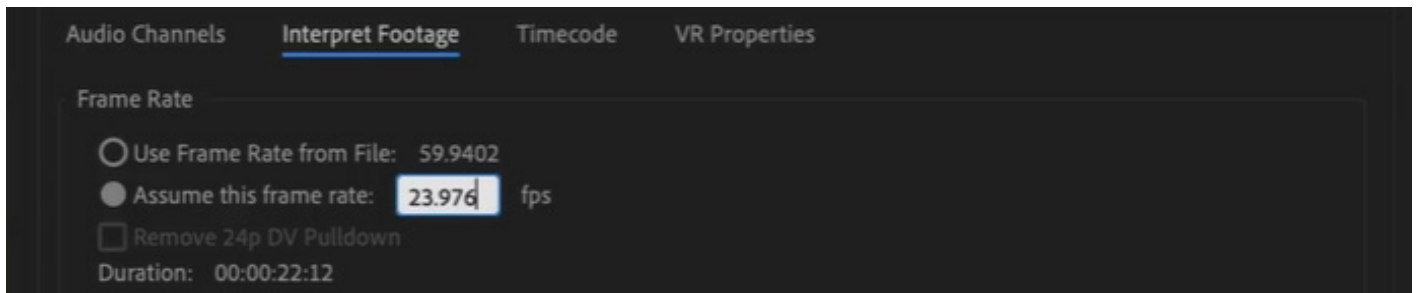 Audio Channels Interpret Footage Timecode VR Properties
Frame Rate
Use Frame Rate from File: 59.9402
Assume this frame rate: 23.976 fps
Remove 24p DV Pulldown
Duration: 00:00:22:12